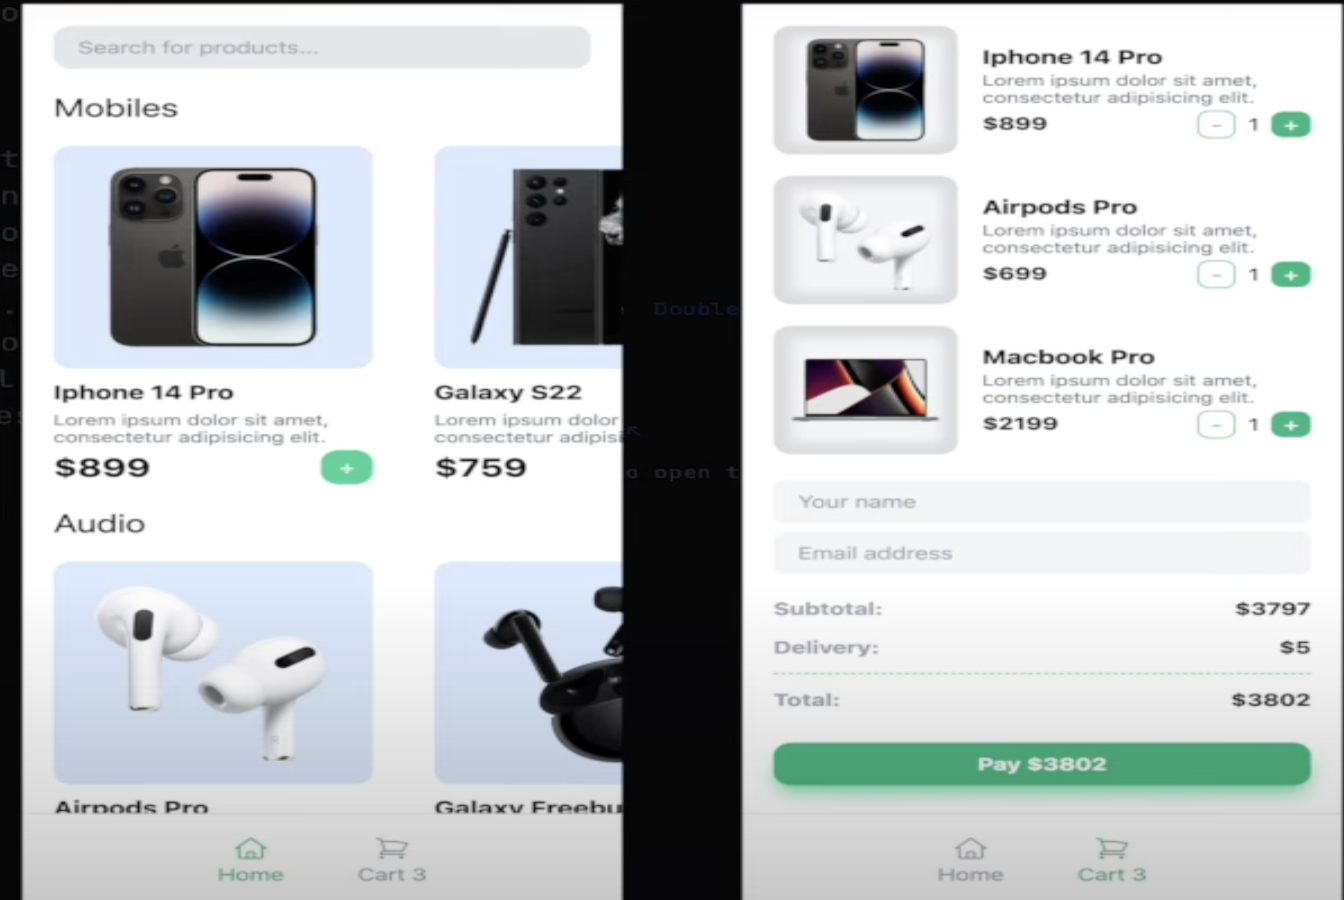 Search for products...
Mobiles
Iphone 14 Pro
Lorem ipsum dolor sit amet,
consectetur adipisicing elit.
$899
+
Galaxy S22
Lorem ipsum dolor
consectetur adipisi
$759
Audio
Airpods Pro
Galaxy Freebu
Home
Cart 3
Double
o open t
Iphone 14 Pro
Lorem ipsum dolor sit amet,
consectetur adipisicing elit.
$899
- 1 +
Airpods Pro
Lorem ipsum dolor sit amet,
consectetur adipisicing elit.
$699
- 1 +
Macbook Pro
Lorem ipsum dolor sit amet,
consectetur adipisicing elit.
$2199
- 1 +
Your name
Email address
Subtotal: $3797
Delivery: $5
Total: $3802
Pay $3802
Home
Cart 3